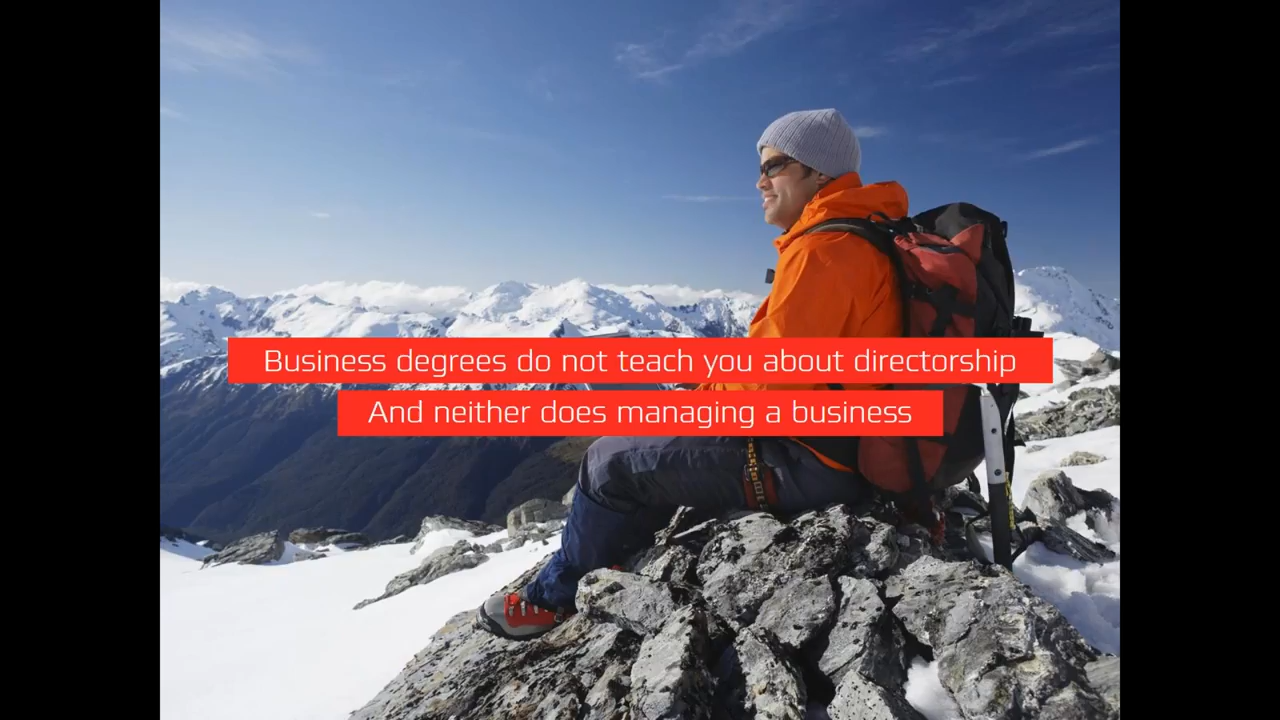 Business degrees do not teach you about directorship
And neither does managing a business